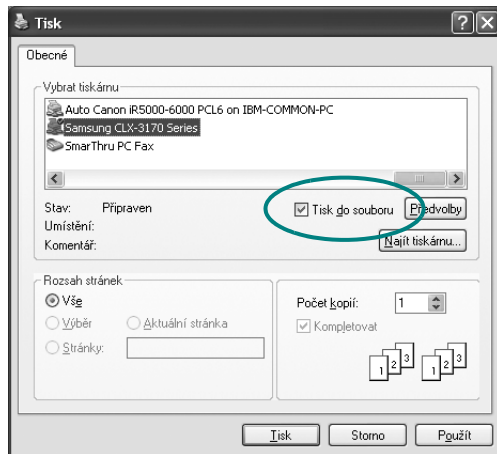 Tisk
Obecné
Vybrat tiskárnu
Auto Canon iR5000-6000 PCL6 on IBM-COMMON-PC
Samsung CLX-3170 Series
SmarThru PC Fax
Stav: Připraven
Tisk do souboru
Předvolby
Umístění:
Komentář:
Najít tiskárnu...
Rozsah stránek
Vše
Výběr
Aktuální stránka
Stránky:
Počet kopií: 1
Kompletovat
1 2 3 1 2 3
Tisk Storno Použít